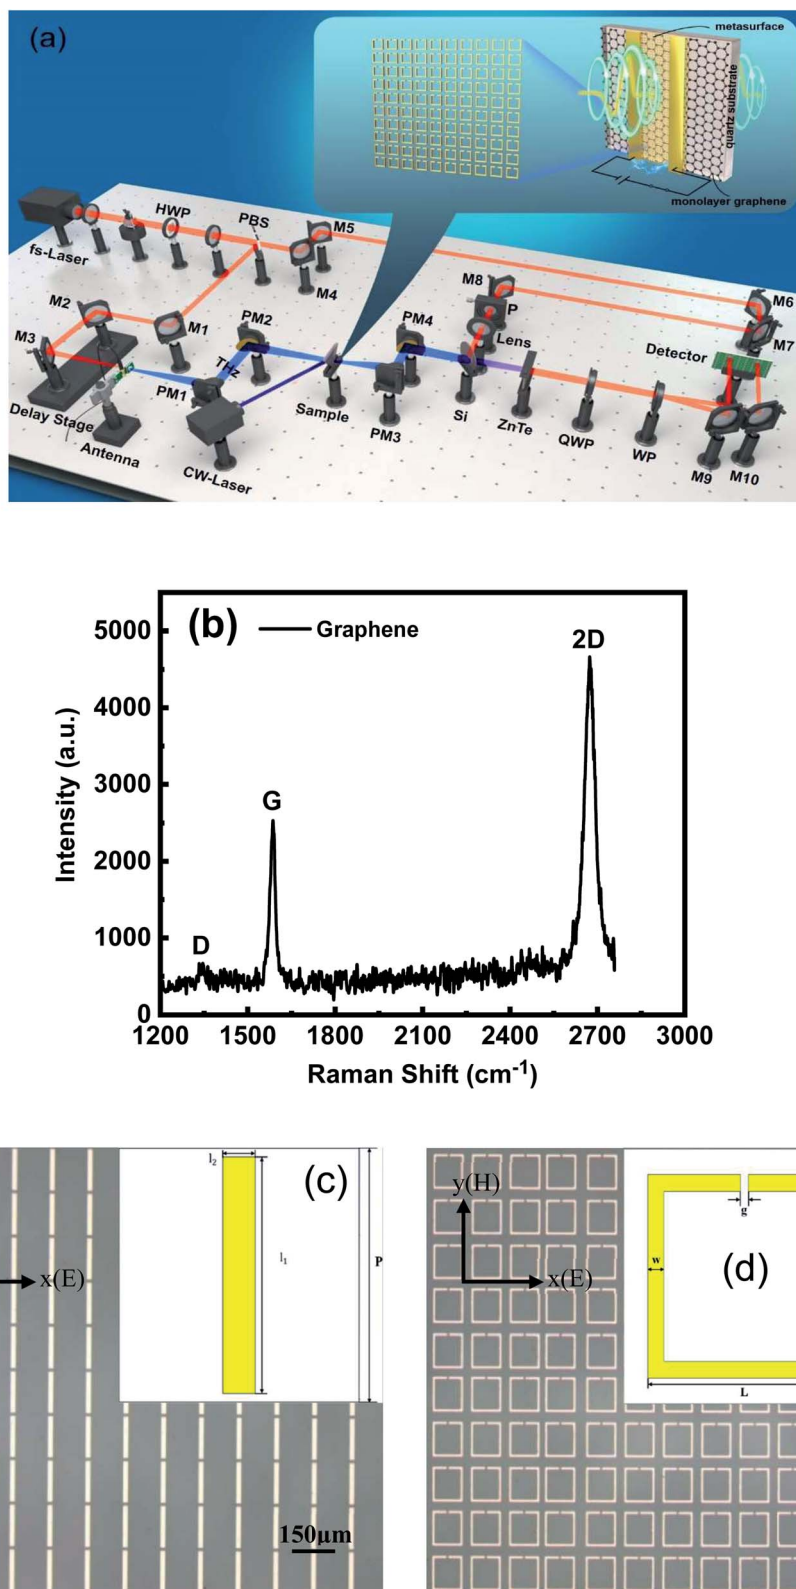 (a)
metasurface
quartz substrate
monolayer graphene
fs-Laser
HWP
PBS
M5
M4
M8
P
M6
M7
M2
M3
M1
PM2
PM4
Lens
Detector
THz
PM1
Delay Stage
Antenna
CW-Laser
Sample
PM3
Si
ZnTe
QWP
WP
M9
M10
(b)
Graphene
5000
4000
3000
2000
1000
0
Intensity (a.u.)
D
G
2D
1200 1500 1800 2100 2400 2700 3000
Raman Shift (cm-1)
(c)
l2
l1
P
x(E)
150μm
(d)
y(H)
x(E)
g
w
L